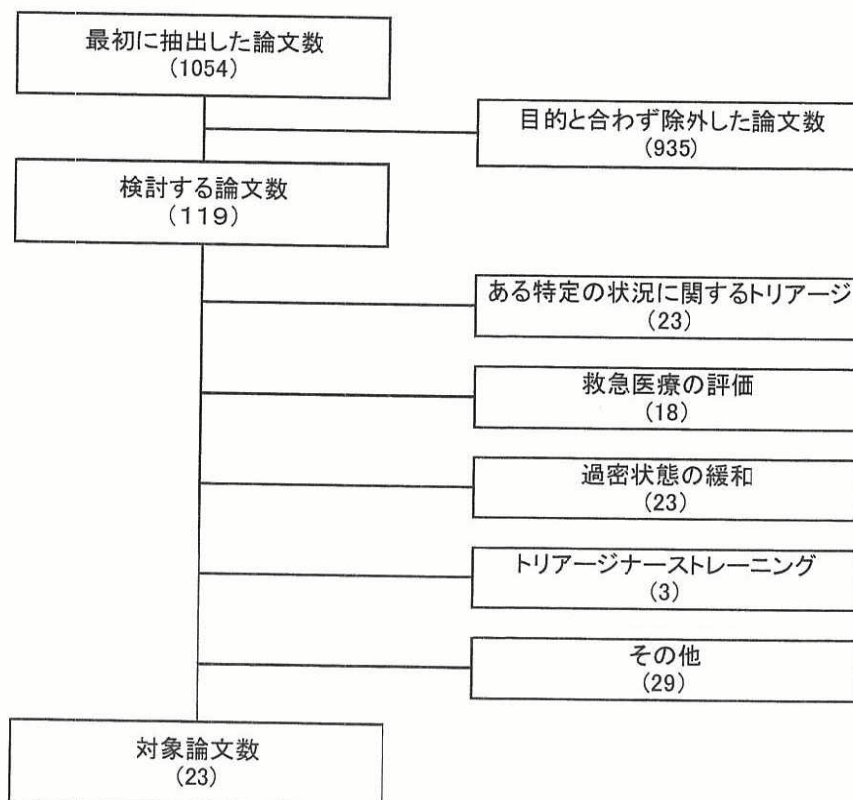 最初に抽出した論文数
(1054)
目的と合わず除外した論文数
(935)
検討する論文数
(119)
ある特定の状況に関するトリアージ
(23)
救急医療の評価
(18)
過密状態の緩和
(23)
トリアージナーストレーニング
(3)
その他
(29)
対象論文数
(23)